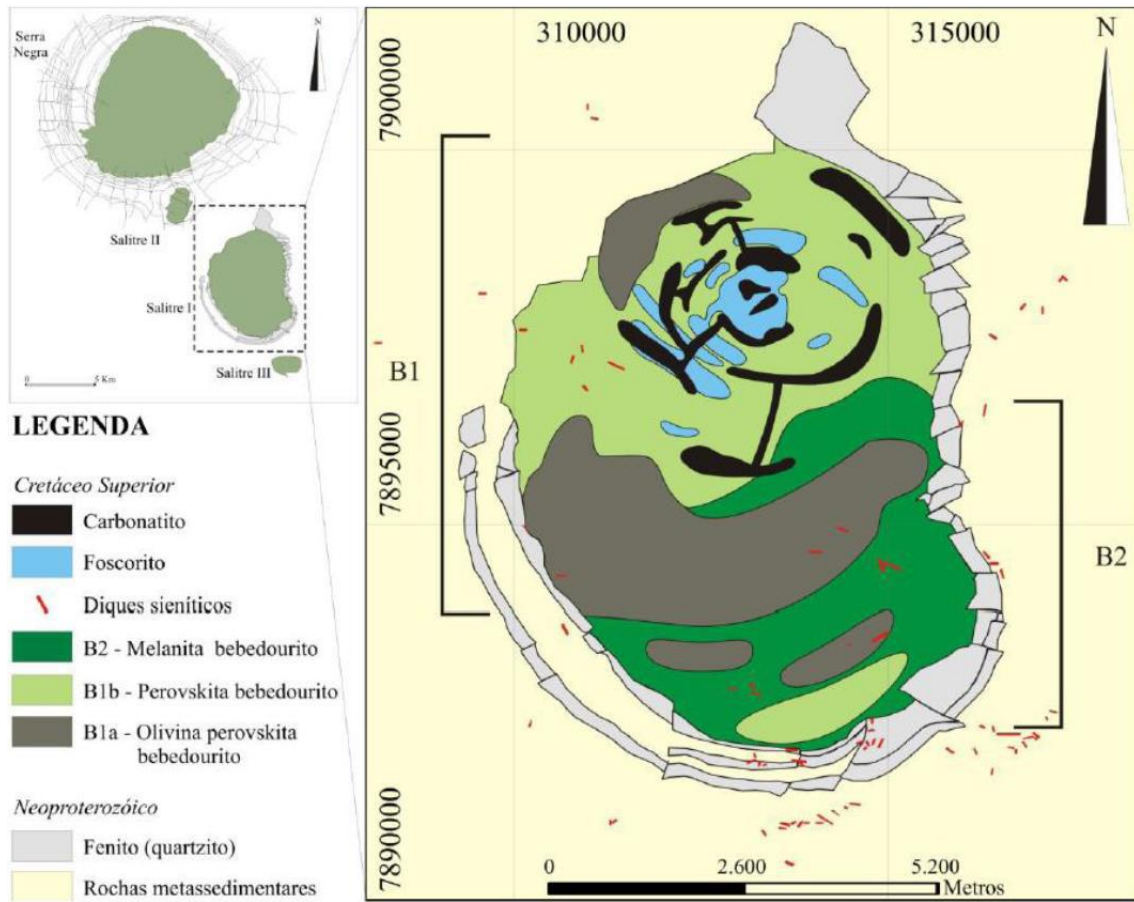 Serra
Negra
N
Salitre II
Salitre I
Salitre III
0 5 Km
LEGENDA
Cretáceo Superior
Carbonatito
Foscorito
Diques sieníticos
B2 - Melanita bebedourito
B1b - Perovskita bebedourito
B1a - Olivina perovskita
bebedourito
Neoproterozóico
Fenito (quartzito)
Rochas metassedimentares
310000 315000
N
7900000
7895000
7890000
B1
B2
0 2.600 5.200
Metros